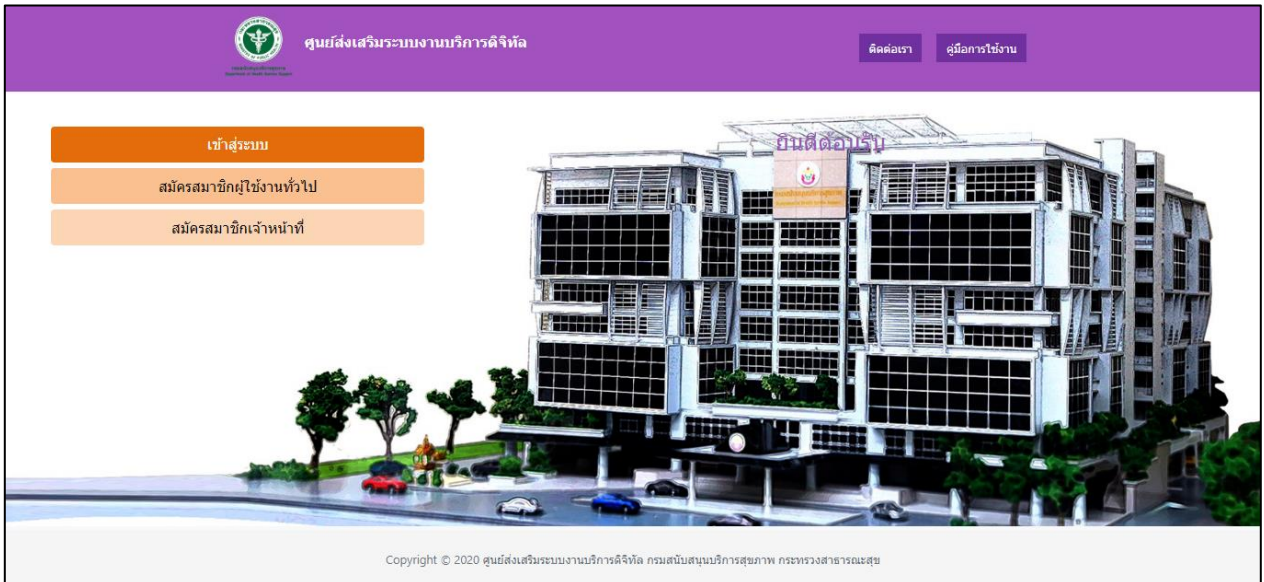 ศูนย์ส่งเสริมระบบงานบริการดิจิทัล
ติดต่อเรา
คู่มือการใช้งาน
เข้าสู่ระบบ
สมัครสมาชิกผู้ใช้งานทั่วไป
สมัครสมาชิกเจ้าหน้าที่
ยินดีต้อนรับ
Copyright © 2020 ศูนย์ส่งเสริมระบบงานบริการดิจิทัล กรมสนับสนุนบริการสุขภาพ กระทรวงสาธารณะสุข